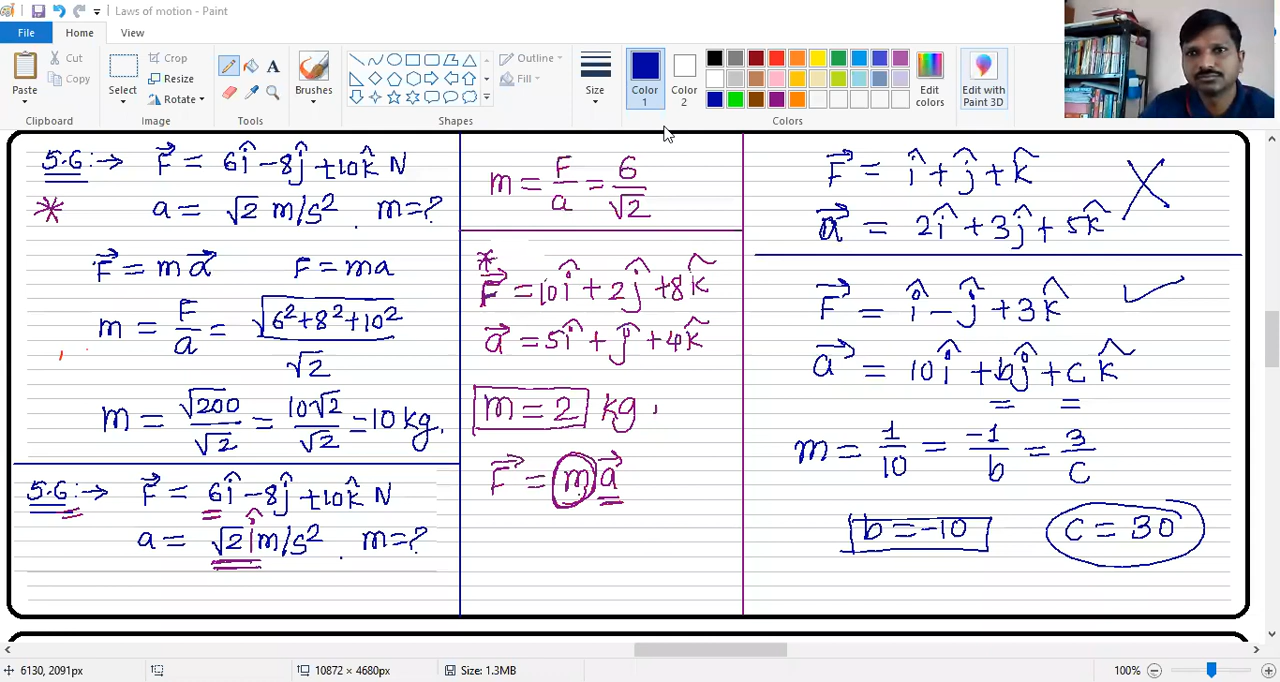 Laws of motion - Paint
File
Home
View
Paste
Cut
Copy
Clipboard
Select
Crop
Resize
Rotate
Image
Tools
Brushes
Shapes
Outline
Fill
Size
Color 1
Color 2
Edit colors
Edit with Paint 3D
Colors
5.6:→ F⃗ = 6î − 8ĵ + 10k̂ N
* a = √2 m/s² . m = ?
F⃗ = m a⃗ F = ma
m = F/a = √(6² + 8² + 10²)/√2
m = √200/√2 = 10√2/√2 = 10 kg.
5.6:→ F⃗ = 6î − 8ĵ + 10k̂ N
a = √2 î m/s² . m = ?
m = F/a = 6/√2
*
F⃗ = 10î + 2ĵ + 8k̂
a⃗ = 5î + ĵ + 4k̂
m = 2 kg
F⃗ = m a⃗
F⃗ = î + ĵ + k̂
a⃗ = 2î + 3ĵ + 5k̂
F⃗ = î − ĵ + 3k̂
a⃗ = 10î + bĵ + ck̂
m = 1/10 = −1/b = 3/c
b = −10 c = 30
6130, 2091px
10872 × 4680px
Size: 1.3MB
100%